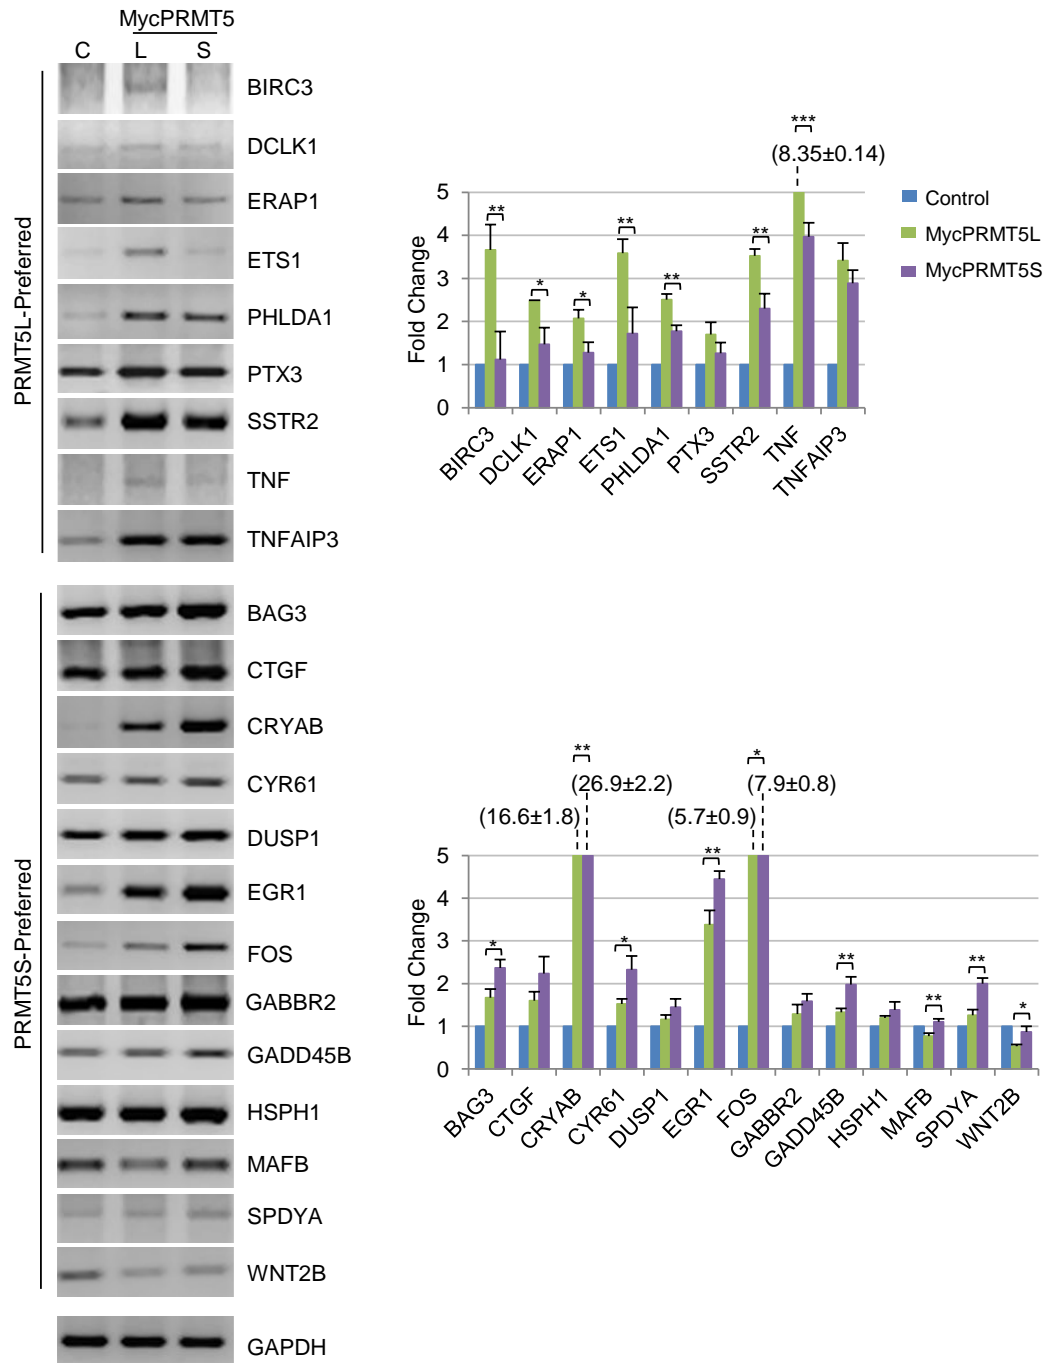 MycPRMT5
C L S
PRMT5L-Preferred
BIRC3
DCLK1
ERAP1
ETS1
PHLDA1
PTX3
SSTR2
TNF
TNFAIP3
***
(8.35±0.14)
Fold Change
5
4
3
2
1
0
** * * ** ** **
BIRC3
DCLK1
ERAP1
ETS1
PHLDA1
PTX3
SSTR2
TNF
TNFAIP3
Control
MycPRMT5L
MycPRMT5S
PRMT5S-Preferred
BAG3
CTGF
CRYAB
CYR61
DUSP1
EGR1
FOS
GABBR2
GADD45B
HSPH1
MAFB
SPDYA
WNT2B
GAPDH
** *
(26.9±2.2) (7.9±0.8)
(16.6±1.8) (5.7±0.9)
Fold Change
5
4
3
2
1
0
* * ** ** ** ** *
BAG3
CTGF
CRYAB
CYR61
DUSP1
EGR1
FOS
GABBR2
GADD45B
HSPH1
MAFB
SPDYA
WNT2B